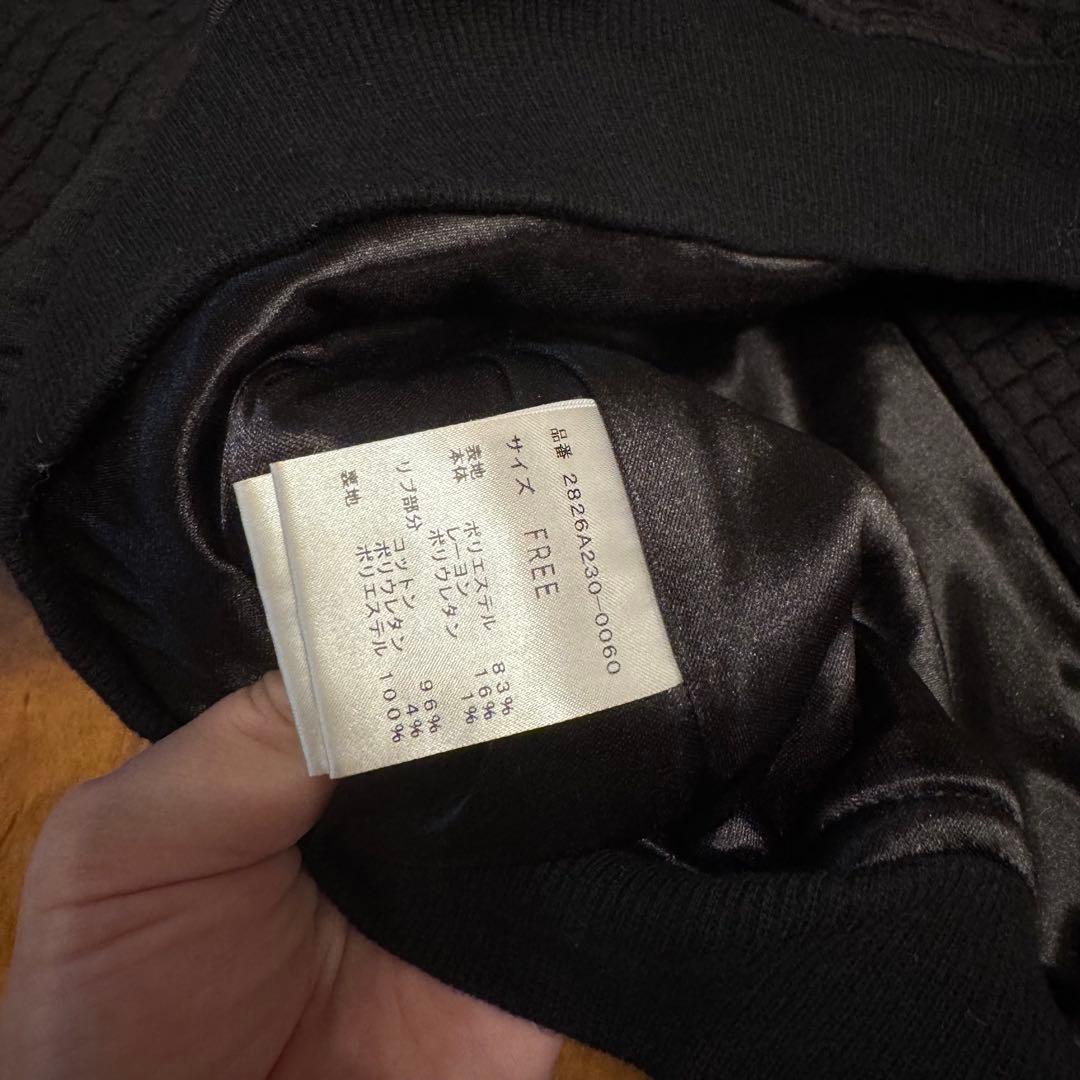 品番 2826A230-0060
サイズ FREE
表地
本体
ポリエステル 83%
レーヨン 16%
ポリウレタン 1%
リブ部分
コットン 96%
ポリウレタン 4%
裏地
ポリエステル 100%